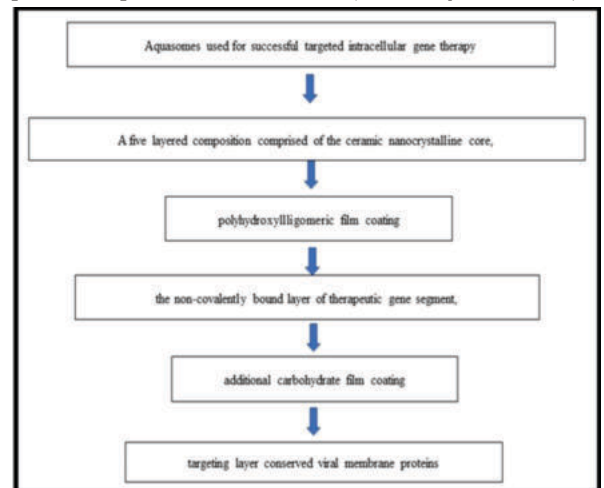 Aquasomes used for successful targeted intracellular gene therapy
A five layered composition comprised of the ceramic nanocrystalline core,
polyhydroxyllligomeric film coating
the non-covalently bound layer of therapeutic gene segment,
additional carbohydrate film coating
targeting layer conserved viral membrane proteins